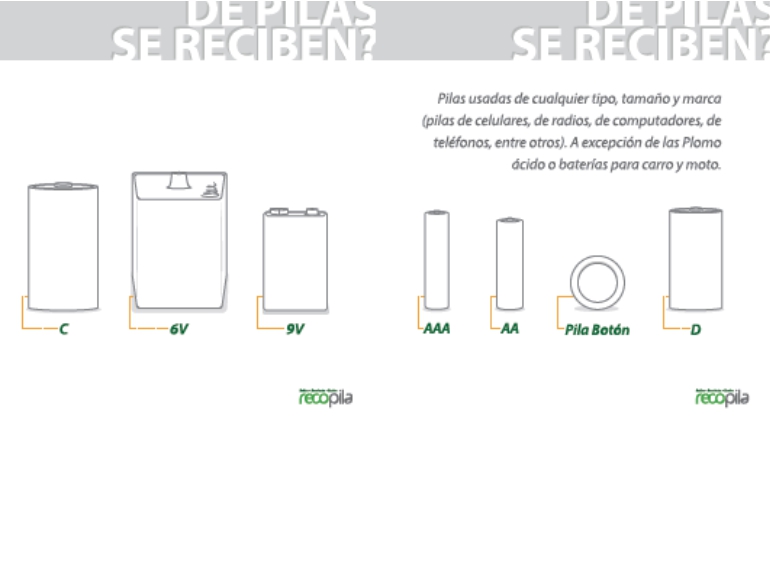 DE PILAS
SE RECIBEN?
DE PILAS
SE RECIBEN?
Pilas usadas de cualquier tipo, tamaño y marca
(pilas de celulares, de radios, de computadores, de
teléfonos, entre otros). A excepción de las Plomo
ácido o baterías para carro y moto.
C
6V
9V
AAA
AA
Pila Botón
D
recopila
recopila